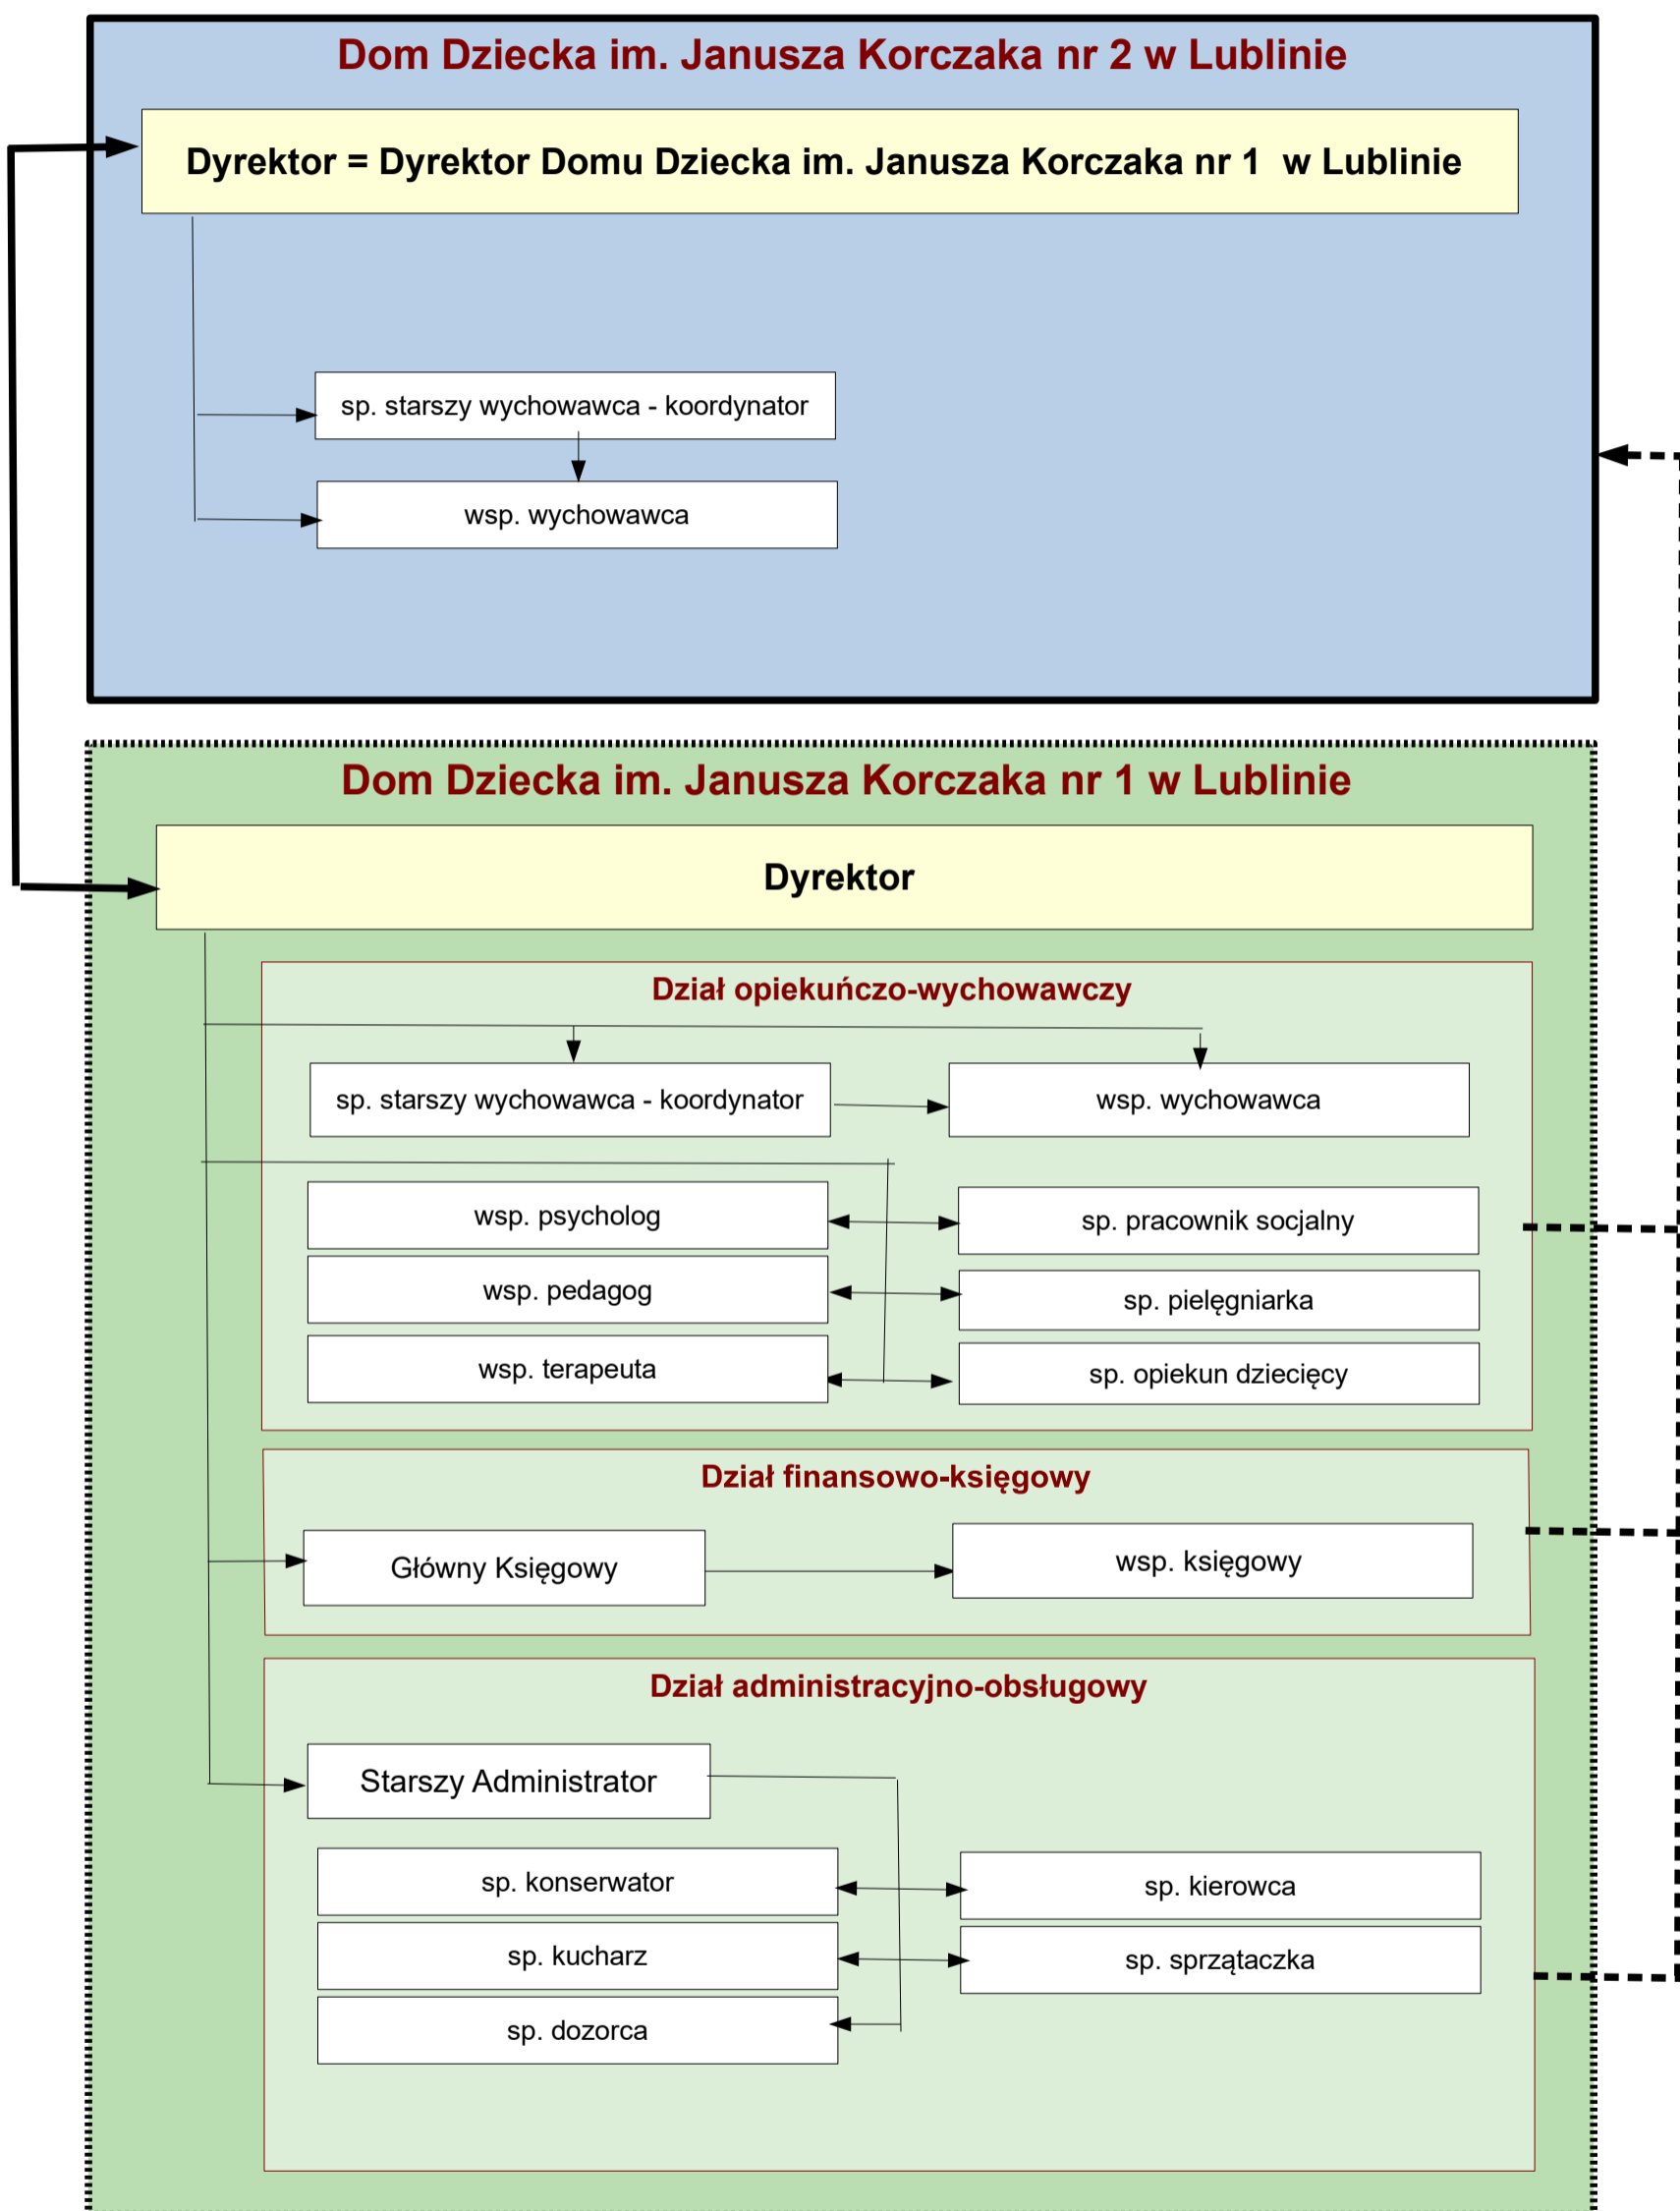 Dom Dziecka im. Janusza Korczaka nr 2 w Lublinie
Dyrektor = Dyrektor Domu Dziecka im. Janusza Korczaka nr 1 w Lublinie
sp. starszy wychowawca - koordynator
wsp. wychowawca
Dom Dziecka im. Janusza Korczaka nr 1 w Lublinie
Dyrektor
Dział opiekuńczo-wychowawczy
sp. starszy wychowawca - koordynator
wsp. wychowawca
wsp. psycholog
sp. pracownik socjalny
wsp. pedagog
sp. pielęgniarka
wsp. terapeuta
sp. opiekun dziecięcy
Dział finansowo-księgowy
Główny Księgowy
wsp. księgowy
Dział administracyjno-obsługowy
Starszy Administrator
sp. konserwator
sp. kierowca
sp. kucharz
sp. sprzątaczka
sp. dozorca